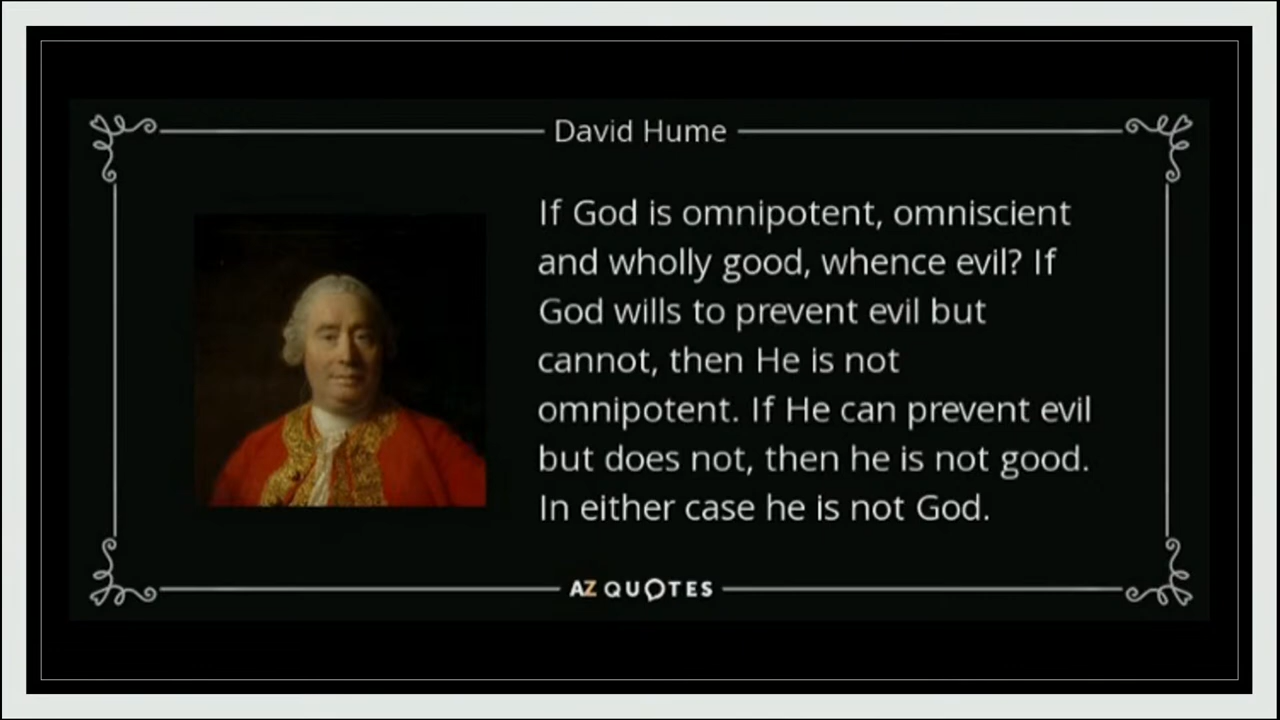 David Hume
If God is omnipotent, omniscient
and wholly good, whence evil? If
God wills to prevent evil but
cannot, then He is not
omnipotent. If He can prevent evil
but does not, then he is not good.
In either case he is not God.
AZ QUOTES